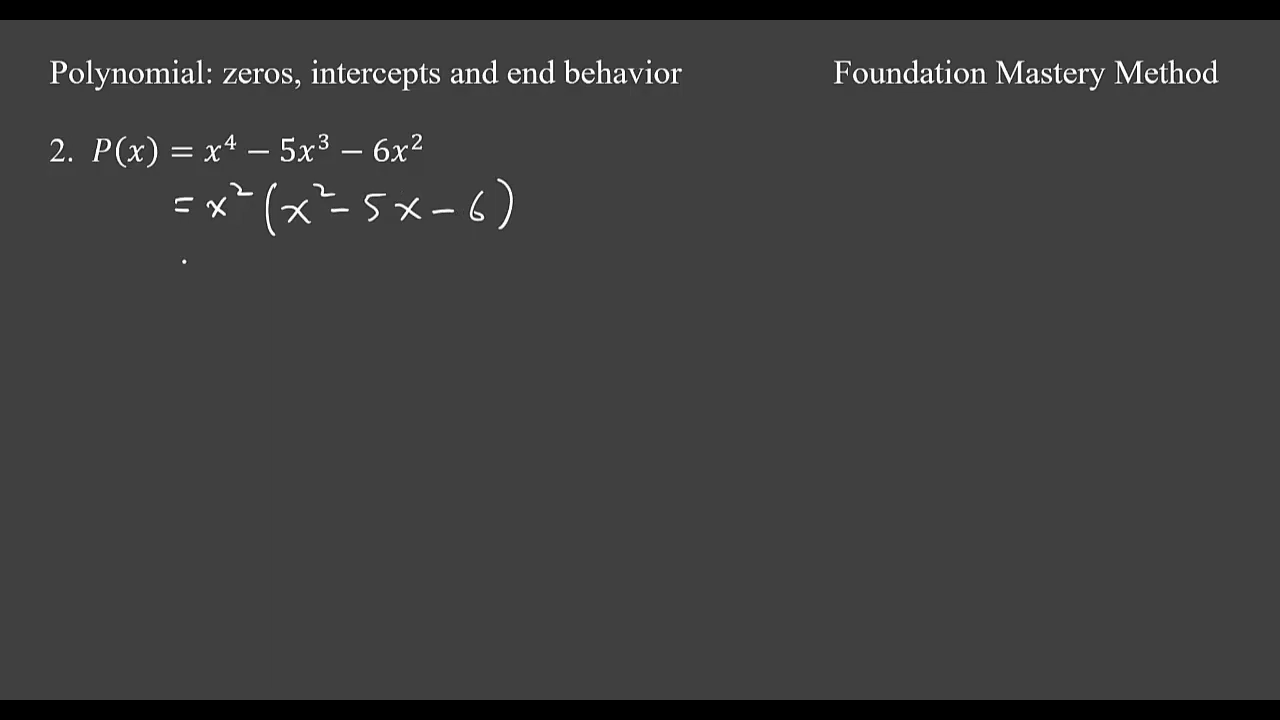 Polynomial: zeros, intercepts and end behavior Foundation Mastery Method
2. P(x) = x⁴ − 5x³ − 6x²
= x² (x² − 5x − 6)